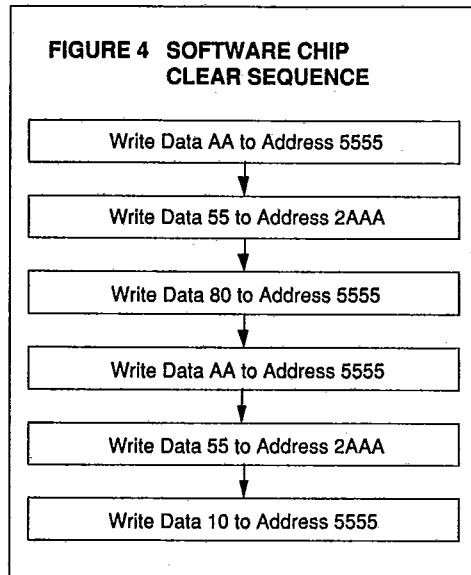 FIGURE 4 SOFTWARE CHIP
CLEAR SEQUENCE
Write Data AA to Address 5555
Write Data 55 to Address 2AAA
Write Data 80 to Address 5555
Write Data AA to Address 5555
Write Data 55 to Address 2AAA
Write Data 10 to Address 5555